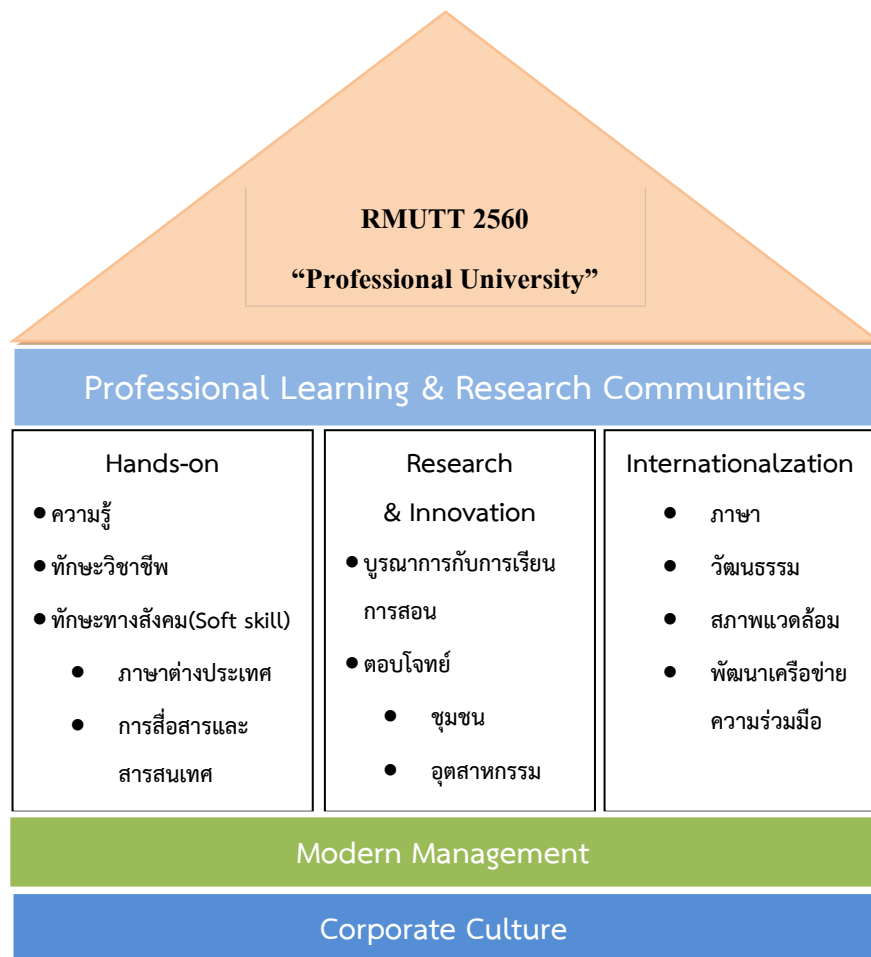 RMUTT 2560
“Professional University”
Professional Learning & Research Communities
Hands-on
● ความรู้
● ทักษะวิชาชีพ
● ทักษะทางสังคม(Soft skill)
● ภาษาต่างประเทศ
● การสื่อสารและ
สารสนเทศ
Research
& Innovation
● บูรณาการกับการเรียน
การสอน
● ตอบโจทย์
● ชุมชน
● อุตสาหกรรม
Internationalzation
● ภาษา
● วัฒนธรรม
● สภาพแวดล้อม
● พัฒนาเครือข่าย
ความร่วมมือ
Modern Management
Corporate Culture